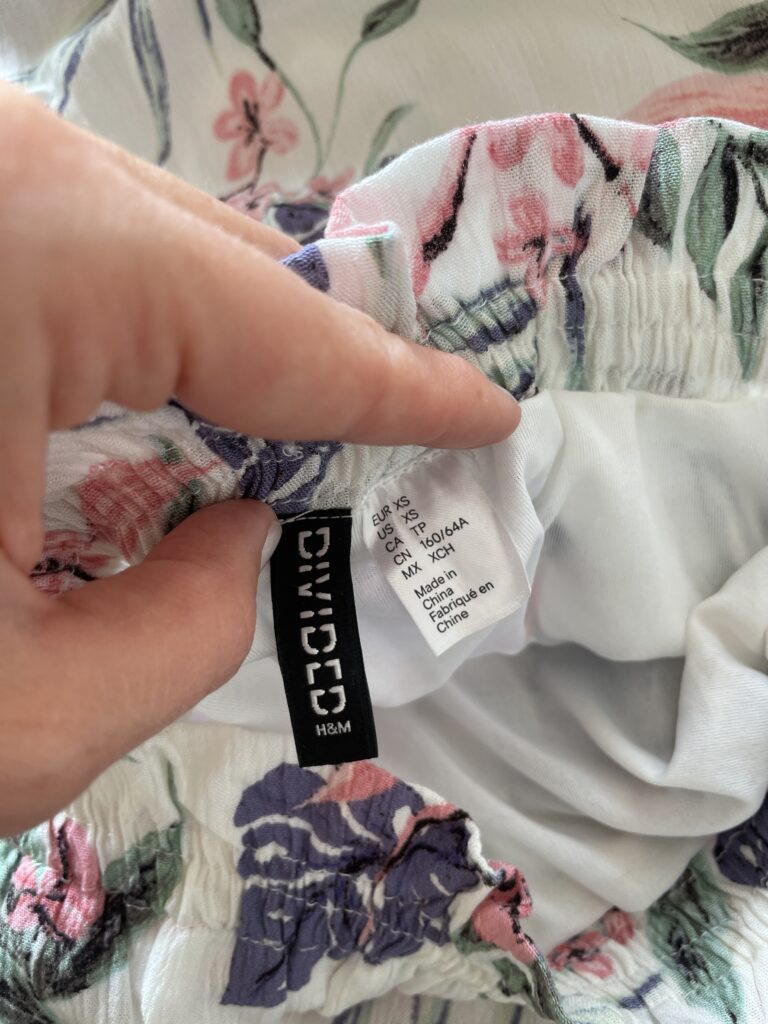 DIVIDED
H&M
EUR XS
US XS
CA TP
CN 160/64A
MX XCH
Made in
China
Fabriqué en
Chine